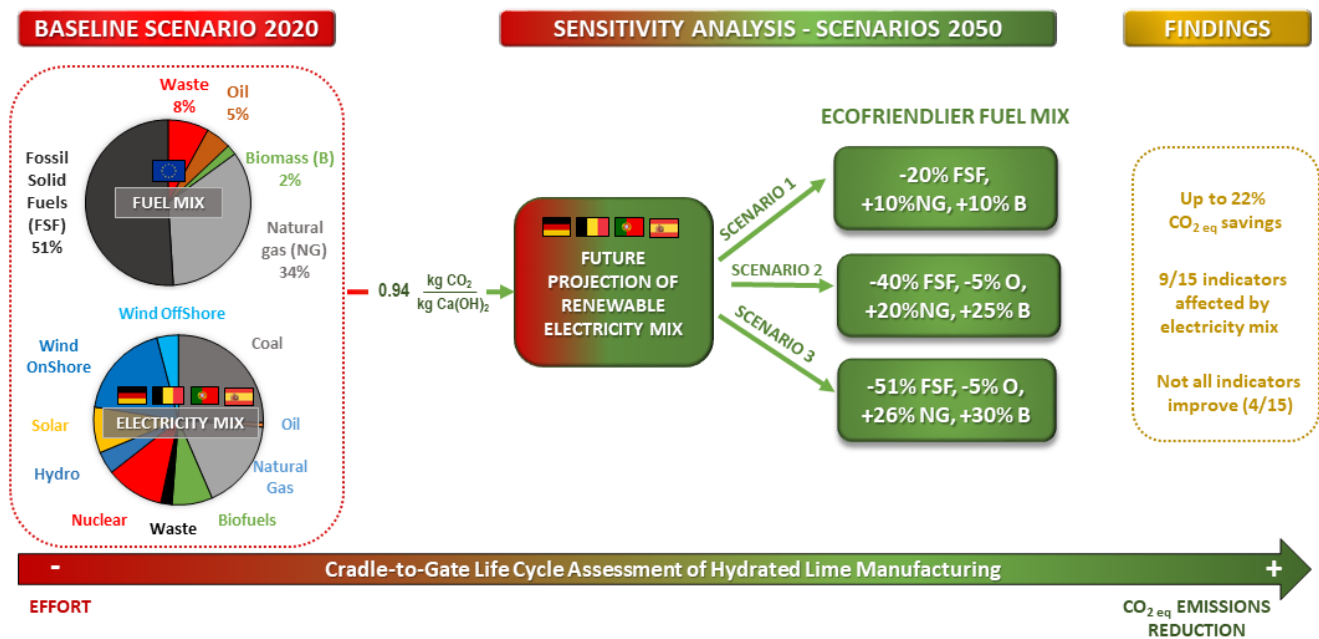 BASELINE SCENARIO 2020
SENSITIVITY ANALYSIS - SCENARIOS 2050
FINDINGS
Waste
8%
Oil
5%
Biomass (B)
2%
Natural
gas (NG)
34%
Fossil
Solid
Fuels
(FSF)
51%
FUEL MIX
Wind OffShore
Coal
Wind
OnShore
Solar
ELECTRICITY MIX
Oil
Hydro
Natural
Gas
Nuclear
Waste
Biofuels
0.94 kg CO2
kg Ca(OH)2
FUTURE
PROJECTION OF
RENEWABLE
ELECTRICITY MIX
SCENARIO 1
SCENARIO 2
SCENARIO 3
ECOFRIENDLIER FUEL MIX
-20% FSF,
+10%NG, +10% B
-40% FSF, -5% O,
+20%NG, +25% B
-51% FSF, -5% O,
+26% NG, +30% B
Up to 22%
CO2 eq savings
9/15 indicators
affected by
electricity mix
Not all indicators
improve (4/15)
- Cradle-to-Gate Life Cycle Assessment of Hydrated Lime Manufacturing +
EFFORT
CO2 eq EMISSIONS
REDUCTION